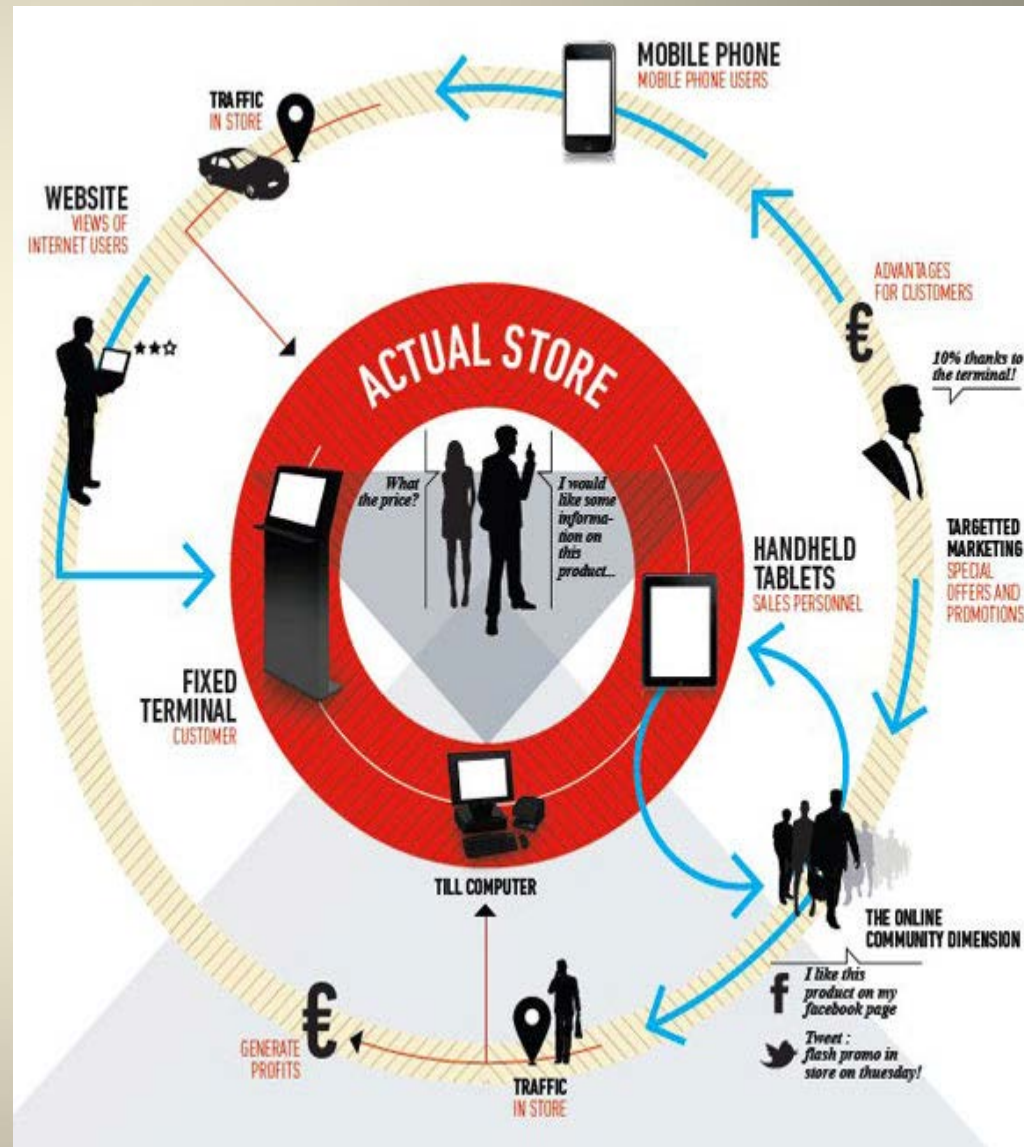 MOBILE PHONE
MOBILE PHONE USERS
TRAFFIC
IN STORE
WEBSITE
VIEWS OF
INTERNET USERS
ADVANTAGES
FOR CUSTOMERS
€
10% thanks to
the terminal!
ACTUAL STORE
What
the price?
I would
like some
informa-
tion on
this
product...
TARGETTED
MARKETING
SPECIAL
OFFERS AND
PROMOTIONS
HANDHELD
TABLETS
SALES PERSONNEL
FIXED
TERMINAL
CUSTOMER
TILL COMPUTER
THE ONLINE
COMMUNITY DIMENSION
f
I like this
product on my
facebook page
Tweet :
flash promo in
store on thuesday!
€
GENERATE
PROFITS
TRAFFIC
IN STORE